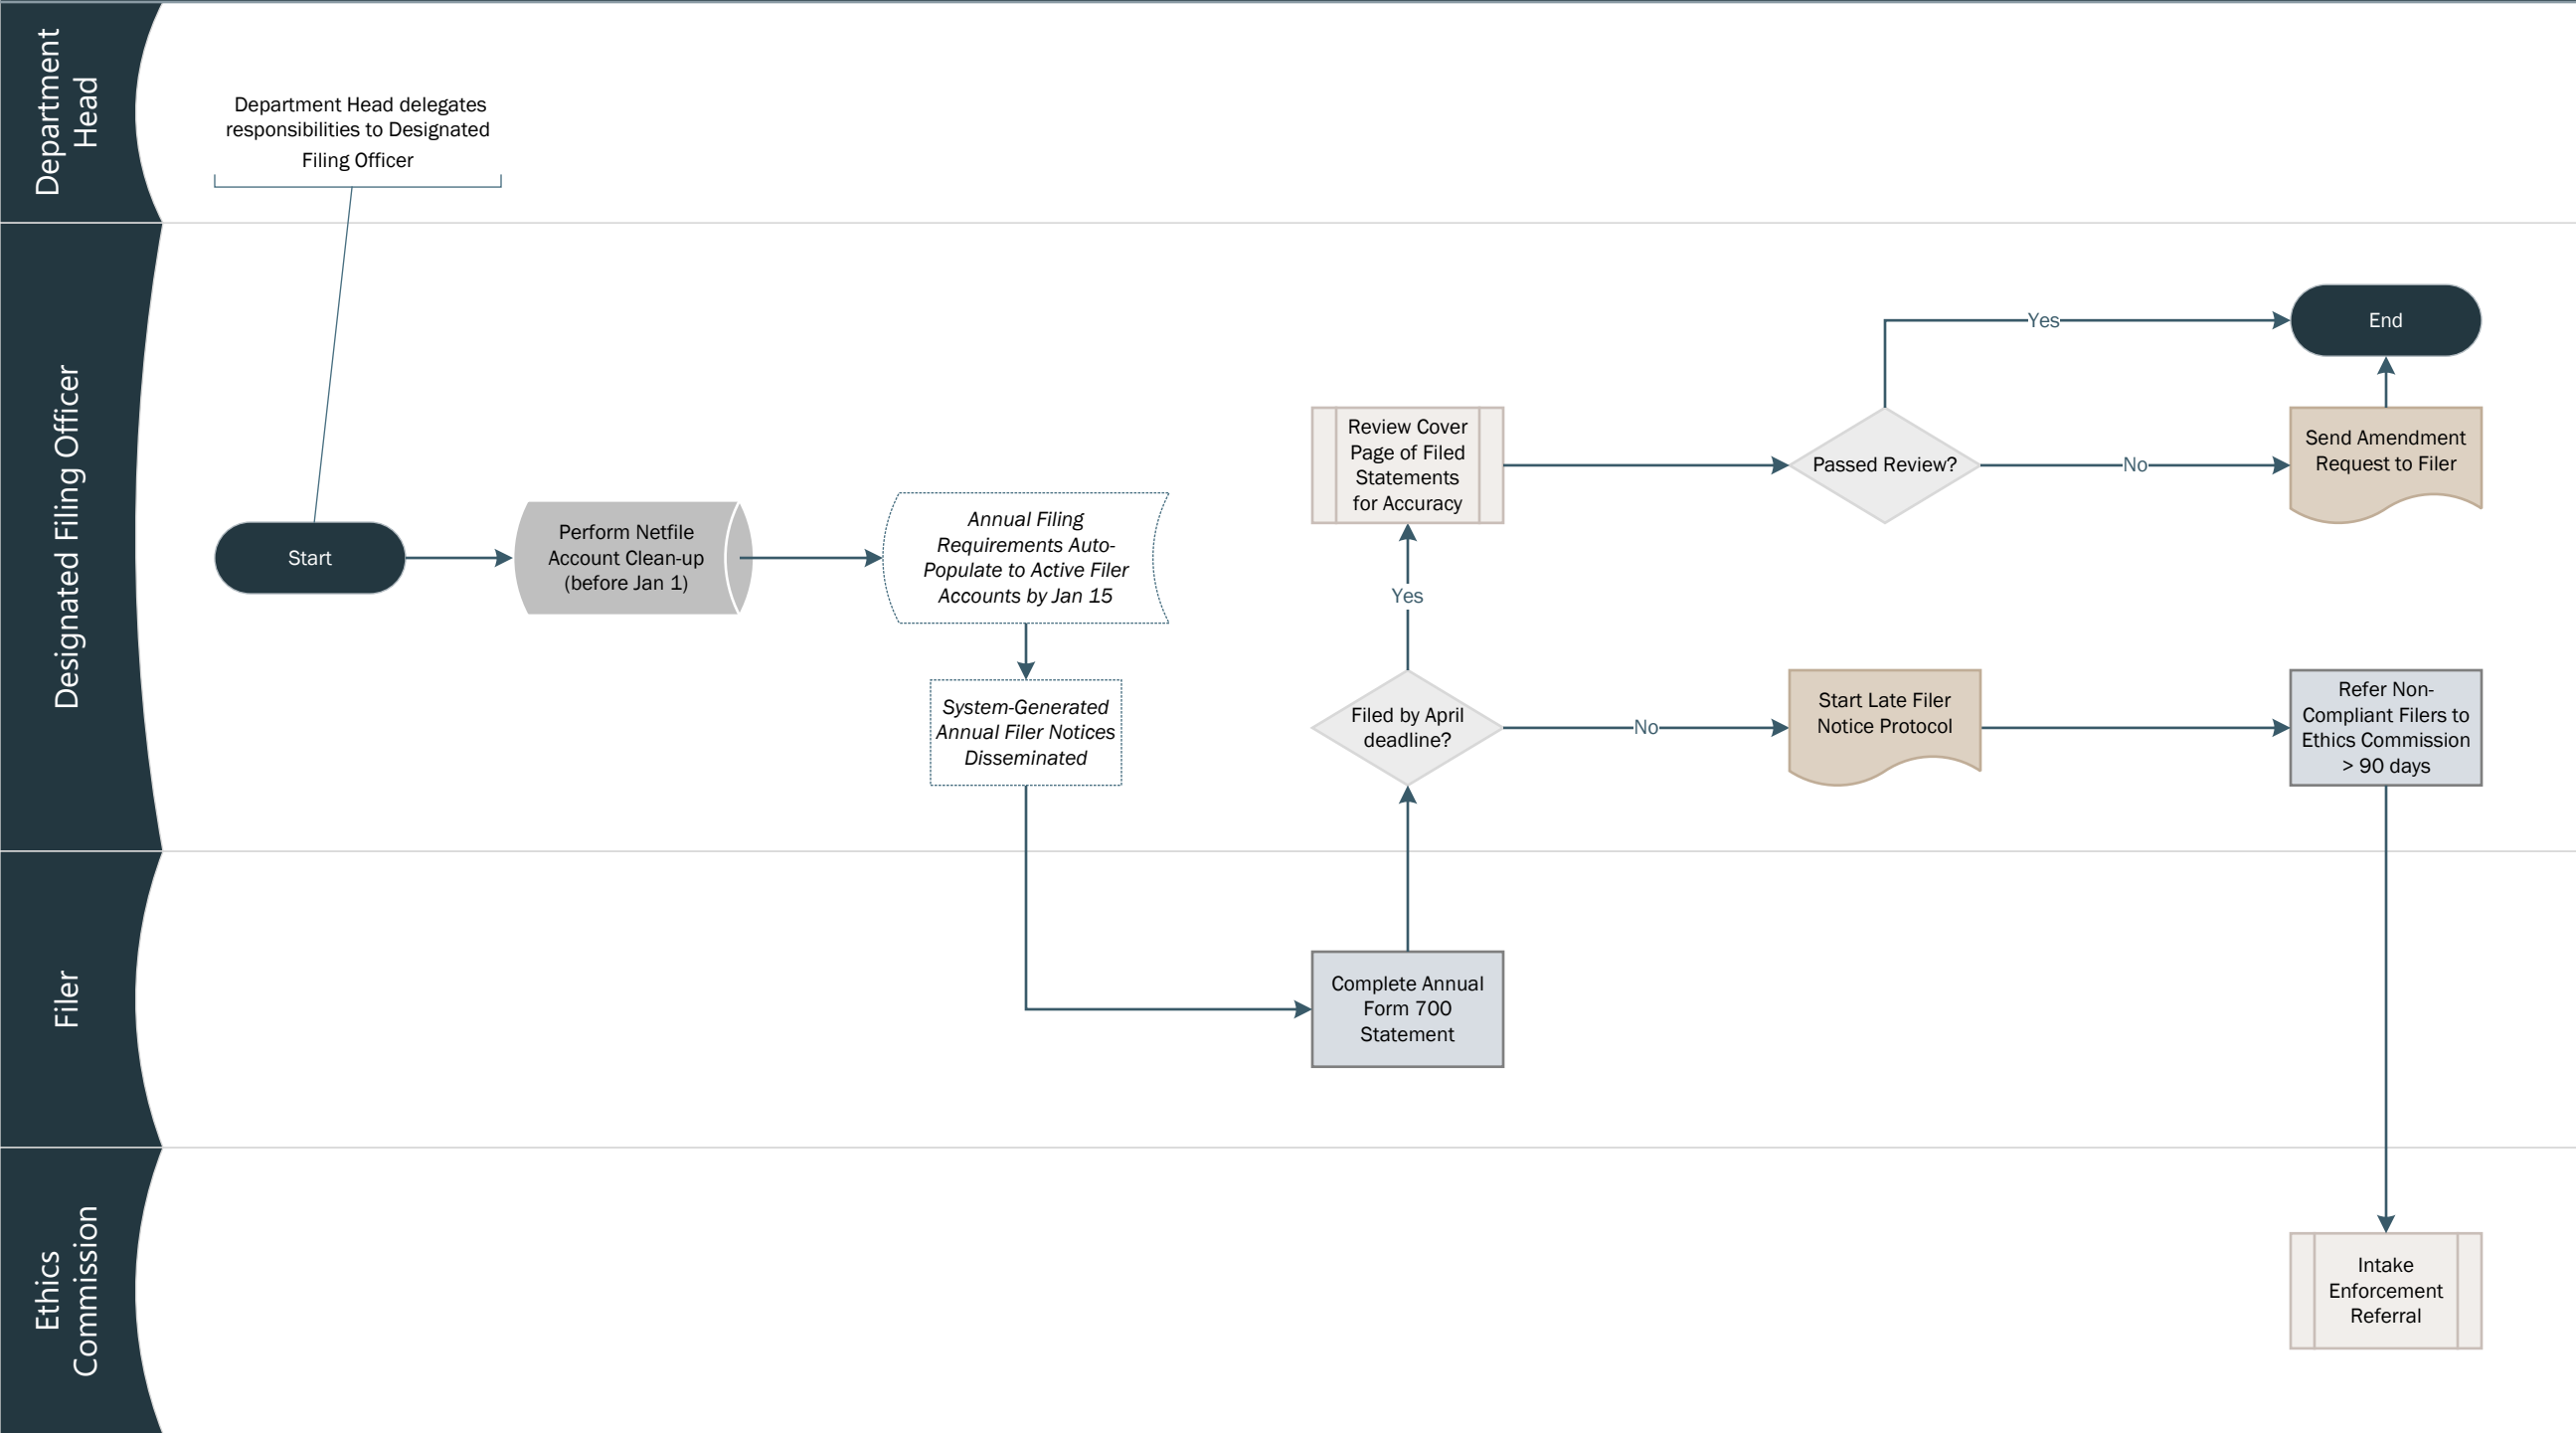 Department
Head
Department Head delegates
responsibilities to Designated
Filing Officer
Designated Filing Officer
Start
Perform Netfile
Account Clean-up
(before Jan 1)
Annual Filing
Requirements Auto-
Populate to Active Filer
Accounts by Jan 15
System-Generated
Annual Filer Notices
Disseminated
Review Cover
Page of Filed
Statements
for Accuracy
Passed Review?
Yes
End
No
Send Amendment
Request to Filer
Yes
Filed by April
deadline?
No
Start Late Filer
Notice Protocol
Refer Non-
Compliant Filers to
Ethics Commission
> 90 days
Filer
Complete Annual
Form 700
Statement
Ethics
Commission
Intake
Enforcement
Referral